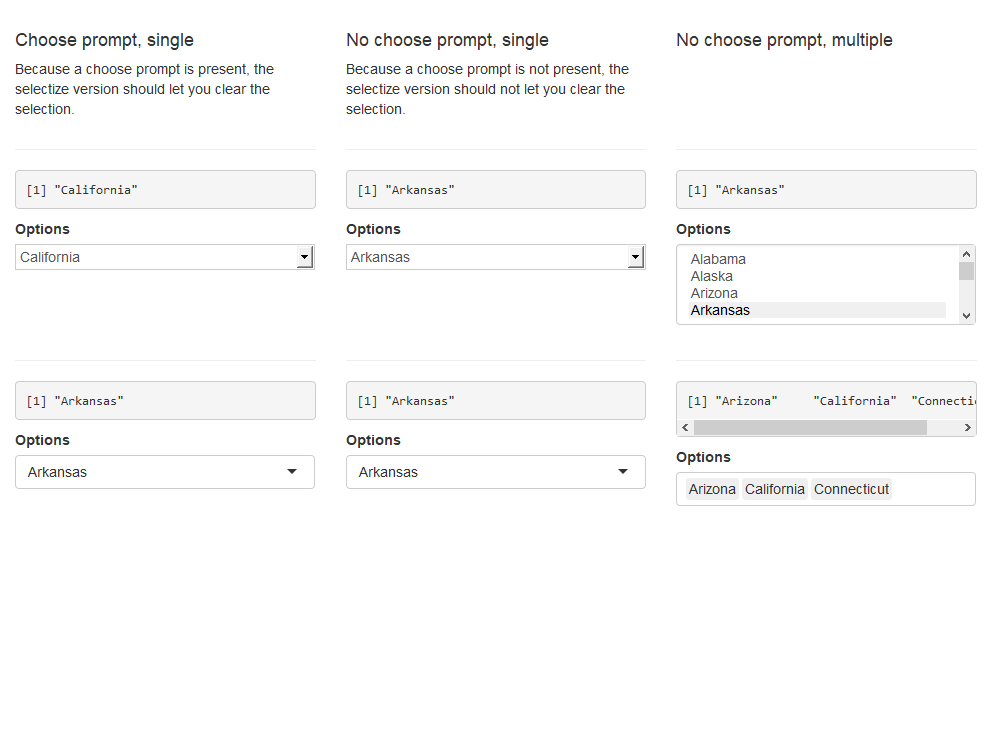 Choose prompt, single
Because a choose prompt is present, the
selectize version should let you clear the
selection.
[1] "California"
Options
California
[1] "Arkansas"
Options
Arkansas
No choose prompt, single
Because a choose prompt is not present, the
selectize version should not let you clear the
selection.
[1] "Arkansas"
Options
Arkansas
[1] "Arkansas"
Options
Arkansas
No choose prompt, multiple
[1] "Arkansas"
Options
Alabama
Alaska
Arizona
Arkansas
[1] "Arizona"     "California"  "Connectic
Options
Arizona California Connecticut